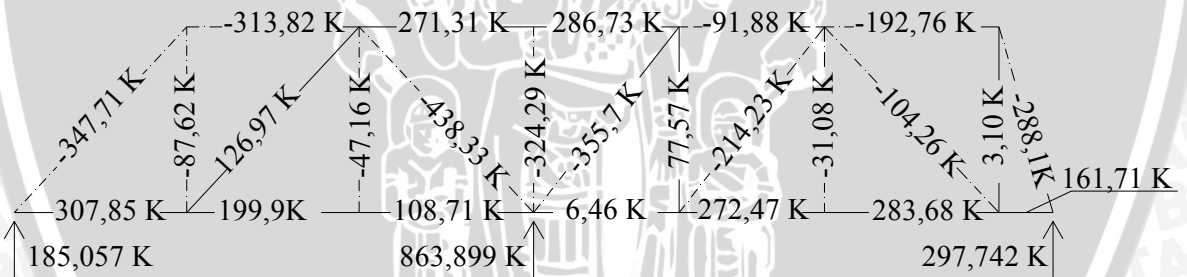 -313,82 K 271,31 K 286,73 K -91,88 K -192,76 K
-347,71 K
-87,62 K
126,97 K
-47,16 K
-438,33 K
-324,29 K
-355,7 K
77,57 K
-214,23 K
-31,08 K
-104,26 K
3,10 K
-288,1K
161,71 K
307,85 K 199,9K 108,71 K 6,46 K 272,47 K 283,68 K
185,057 K 863,899 K 297,742 K